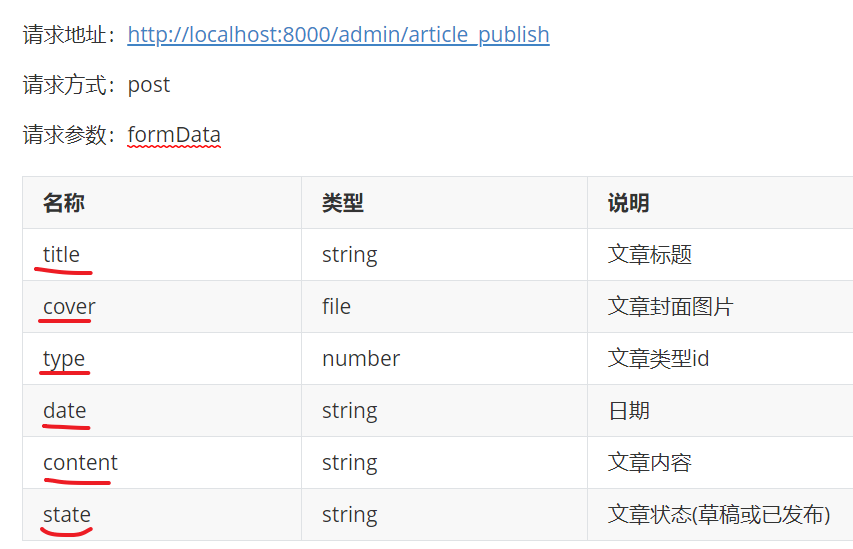 请求地址：http://localhost:8000/admin/article_publish
请求方式：post
请求参数：formData
名称 类型 说明
title string 文章标题
cover file 文章封面图片
type number 文章类型id
date string 日期
content string 文章内容
state string 文章状态(草稿或已发布)